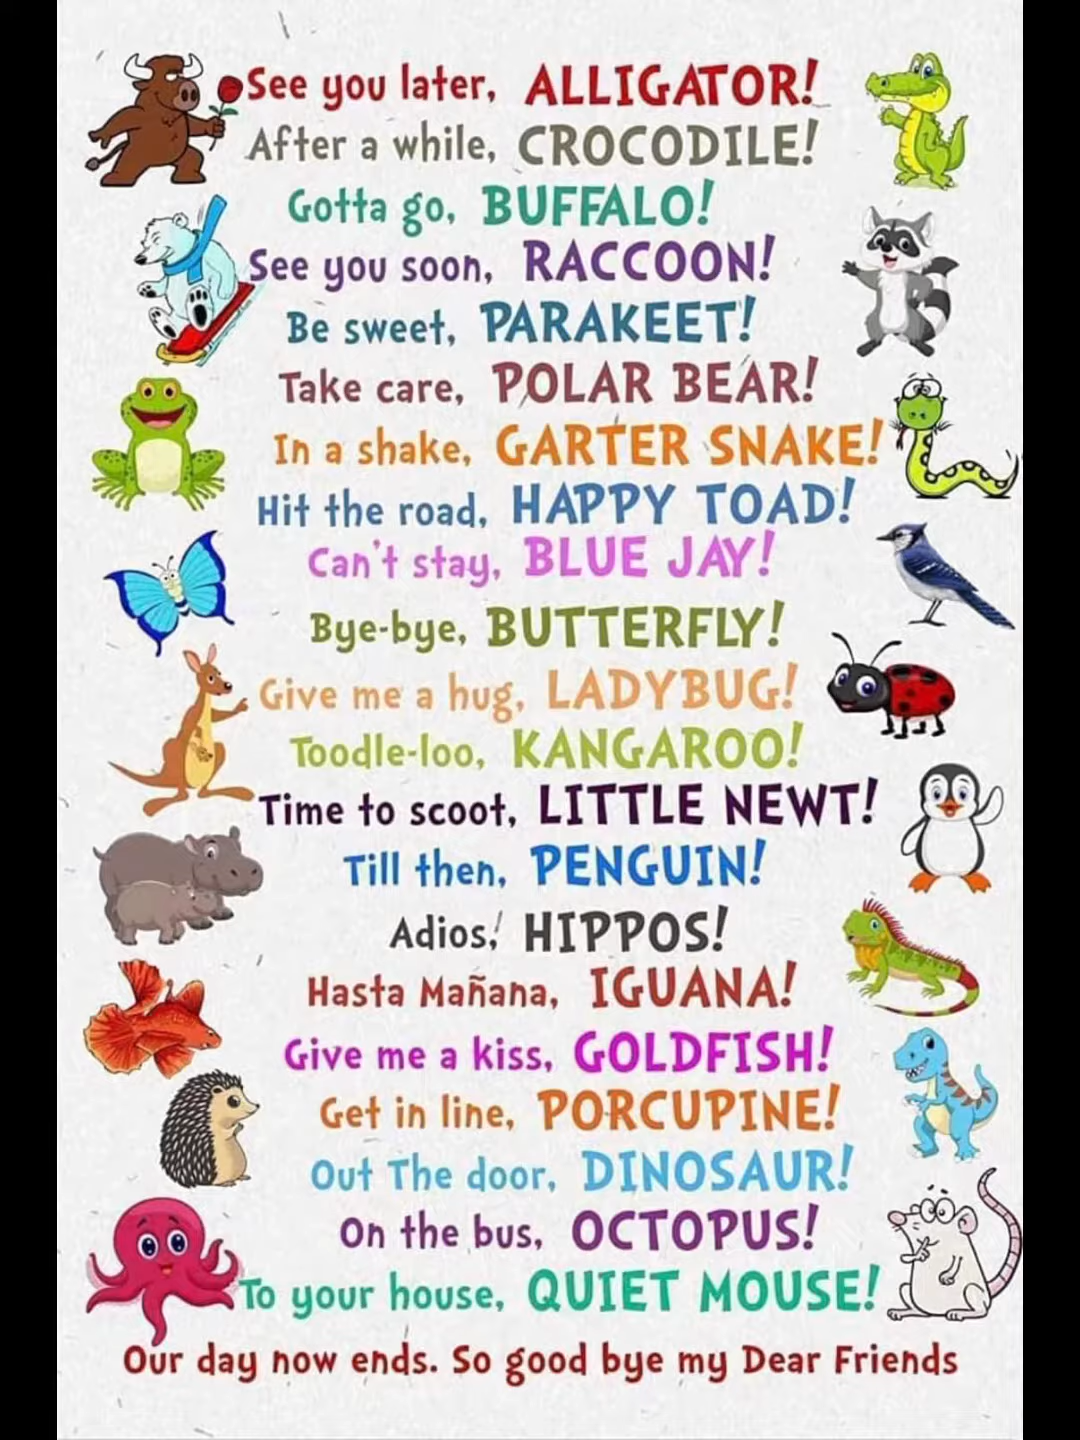 See you later, ALLIGATOR!
After a while, CROCODILE!
Gotta go, BUFFALO!
See you soon, RACCOON!
Be sweet, PARAKEET!
Take care, POLAR BEAR!
In a shake, GARTER SNAKE!
Hit the road, HAPPY TOAD!
Can't stay, BLUE JAY!
Bye-bye, BUTTERFLY!
Give me a hug, LADYBUG!
Toodle-loo, KANGAROO!
Time to scoot, LITTLE NEWT!
Till then, PENGUIN!
Adios, HIPPOS!
Hasta Mañana, IGUANA!
Give me a kiss, GOLDFISH!
Get in line, PORCUPINE!
Out The door, DINOSAUR!
On the bus, OCTOPUS!
To your house, QUIET MOUSE!
Our day now ends. So good bye my Dear Friends